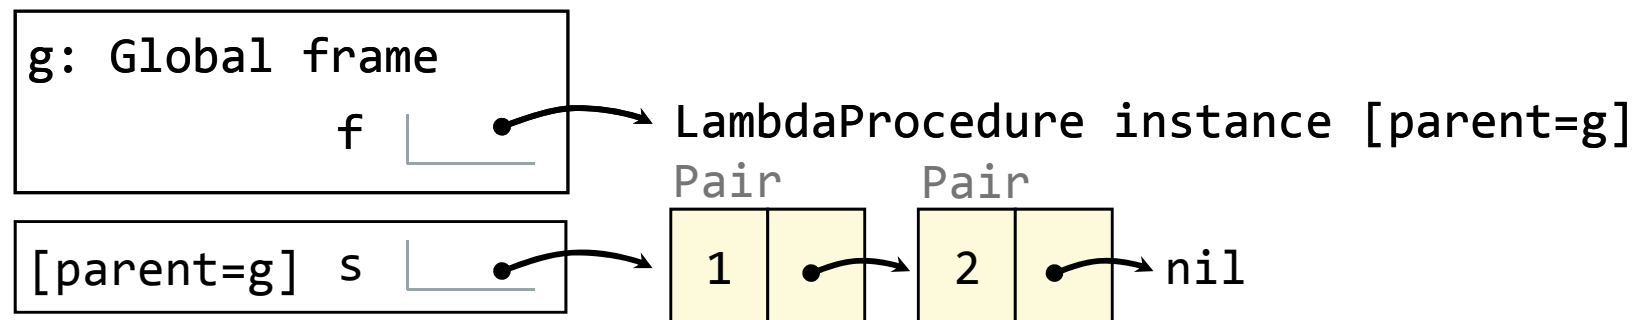 g: Global frame
f
LambdaProcedure instance [parent=g]
Pair Pair
[parent=g] s
1 2 nil